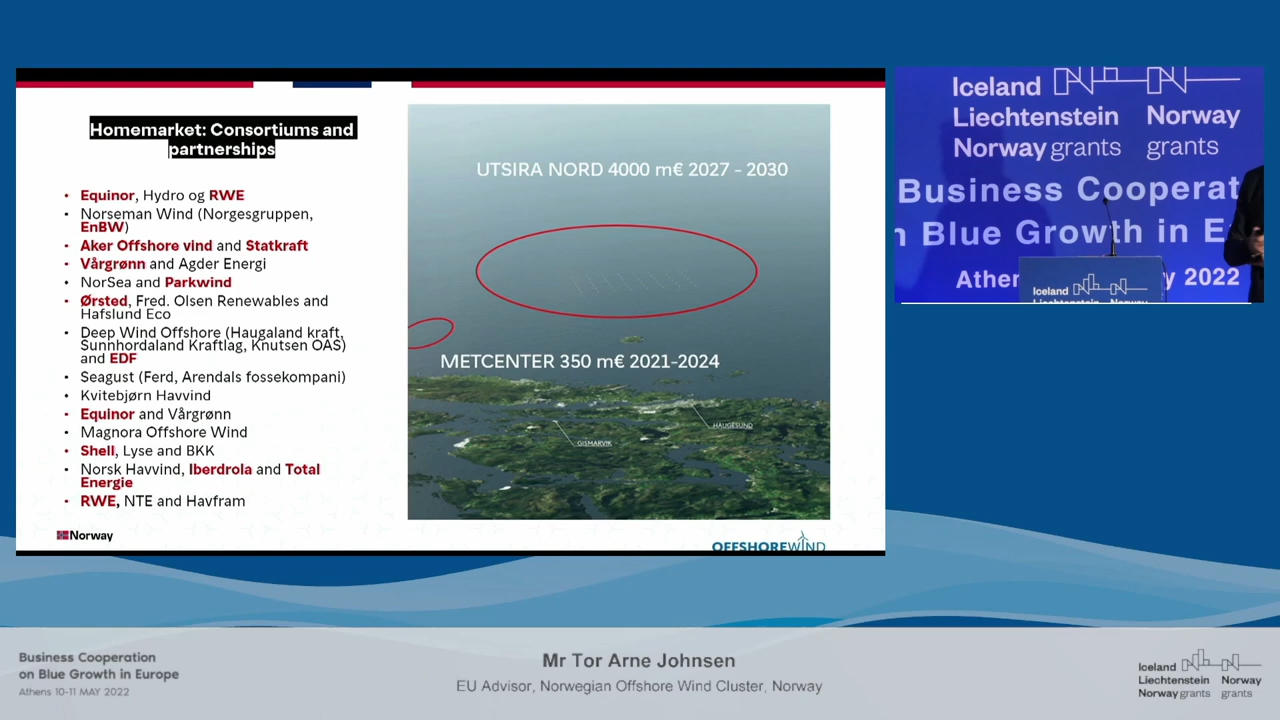 Homemarket: Consortiums and
partnerships
• Equinor, Hydro og RWE
• Norseman Wind (Norgesgruppen,
EnBW)
• Aker Offshore vind and Statkraft
• Vårgrønn and Agder Energi
• NorSea and Parkwind
• Ørsted, Fred. Olsen Renewables and
Hafslund Eco
• Deep Wind Offshore (Haugaland kraft,
Sunnhordaland Kraftlag, Knutsen OAS)
and EDF
• Seagust (Ferd, Arendals fossekompani)
• Kvitebjørn Havvind
• Equinor and Vårgrønn
• Magnora Offshore Wind
• Shell, Lyse and BKK
• Norsk Havvind, Iberdrola and Total
Energie
• RWE, NTE and Havfram
Norway
UTSIRA NORD 4000 m€ 2027 - 2030
METCENTER 350 m€ 2021-2024
HAUGESUND
GISMARVIK
OFFSHOREWIND
Iceland
Liechtenstein Norway
Norway grants grants
Business Cooperat
n Blue Growth in E
Athen y 2022
Iceland
Liechtenstein Norway
Business Cooperation
on Blue Growth in Europe
Athens 10-11 MAY 2022
Mr Tor Arne Johnsen
EU Advisor, Norwegian Offshore Wind Cluster, Norway
Iceland
Liechtenstein Norway
Norway grants grants